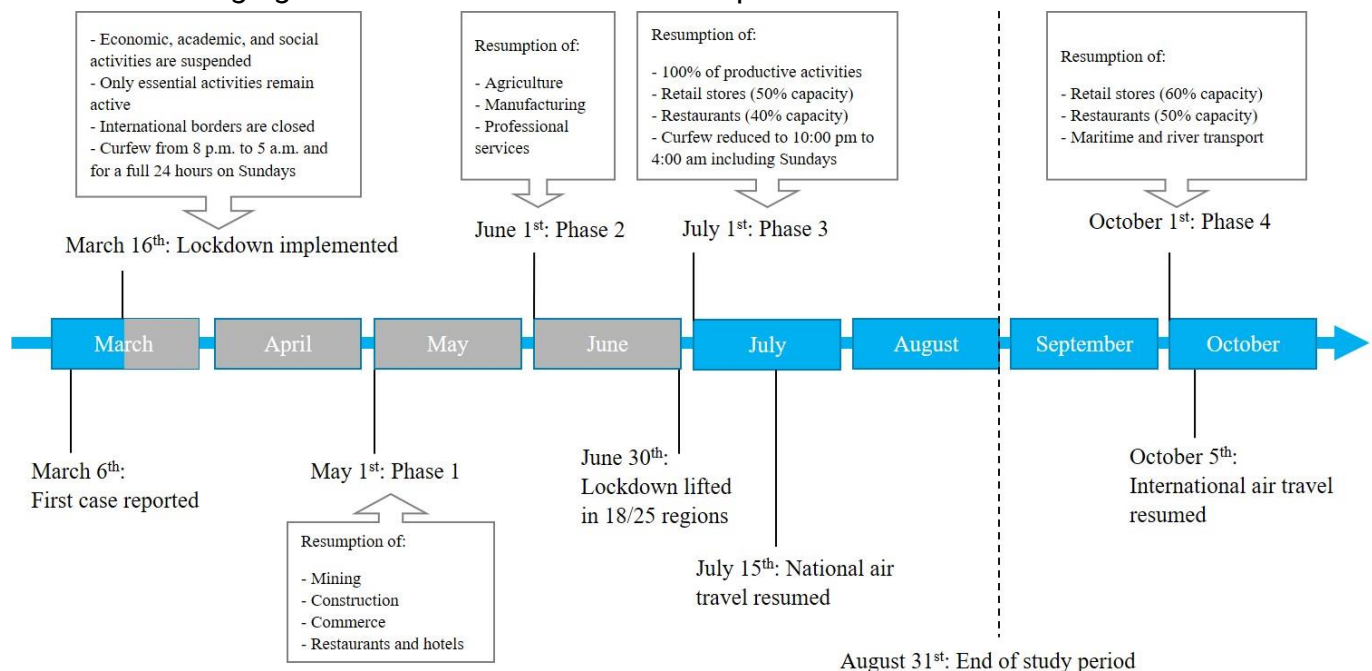 - Economic, academic, and social
activities are suspended
- Only essential activities remain
active
- International borders are closed
- Curfew from 8 p.m. to 5 a.m. and
for a full 24 hours on Sundays
Resumption of:
- Agriculture
- Manufacturing
- Professional
services
Resumption of:
- 100% of productive activities
- Retail stores (50% capacity)
- Restaurants (40% capacity)
- Curfew reduced to 10:00 pm to
4:00 am including Sundays
Resumption of:
- Retail stores (60% capacity)
- Restaurants (50% capacity)
- Maritime and river transport
March 16th: Lockdown implemented
June 1st: Phase 2
July 1st: Phase 3
October 1st: Phase 4
March
April
May
June
July
August
September
October
March 6th:
First case reported
May 1st: Phase 1
Resumption of:
- Mining
- Construction
- Commerce
- Restaurants and hotels
June 30th:
Lockdown lifted
in 18/25 regions
July 15th: National air
travel resumed
October 5th:
International air travel
resumed
August 31st: End of study period